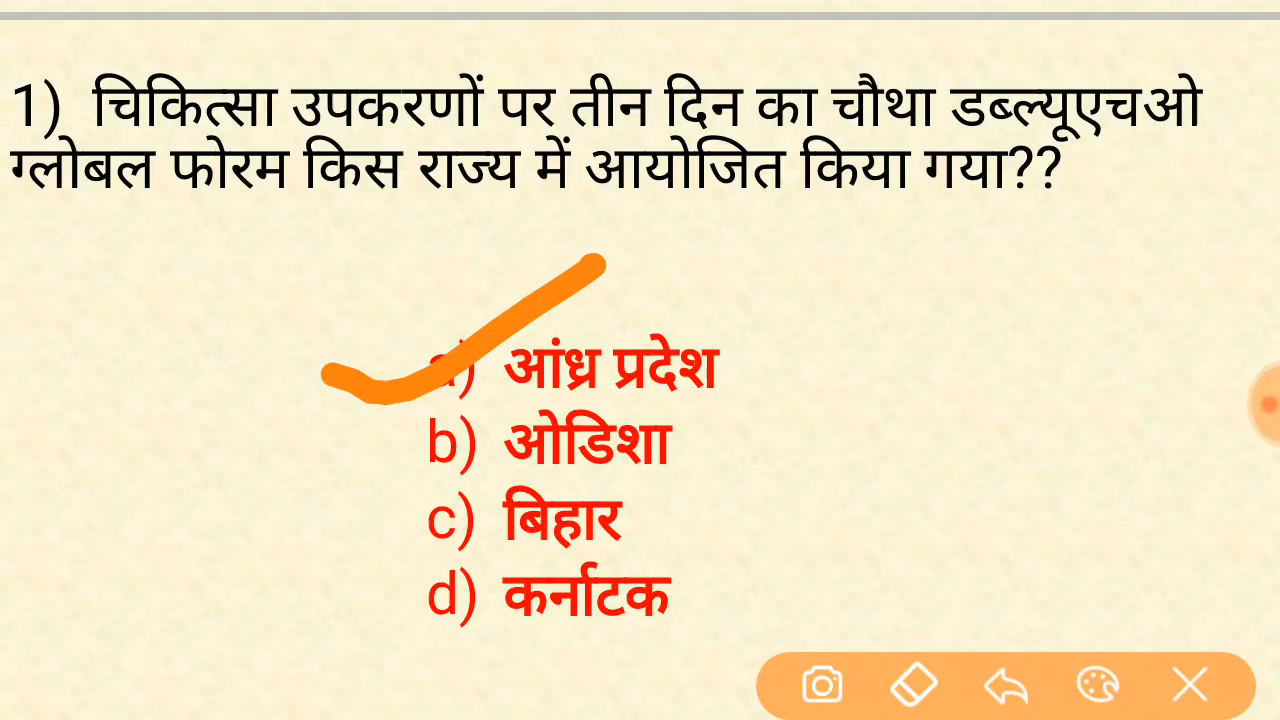 1) चिकित्सा उपकरणों पर तीन दिन का चौथा डब्ल्यूएचओ
ग्लोबल फोरम किस राज्य में आयोजित किया गया??
a) आंध्र प्रदेश
b) ओडिशा
c) बिहार
d) कर्नाटक